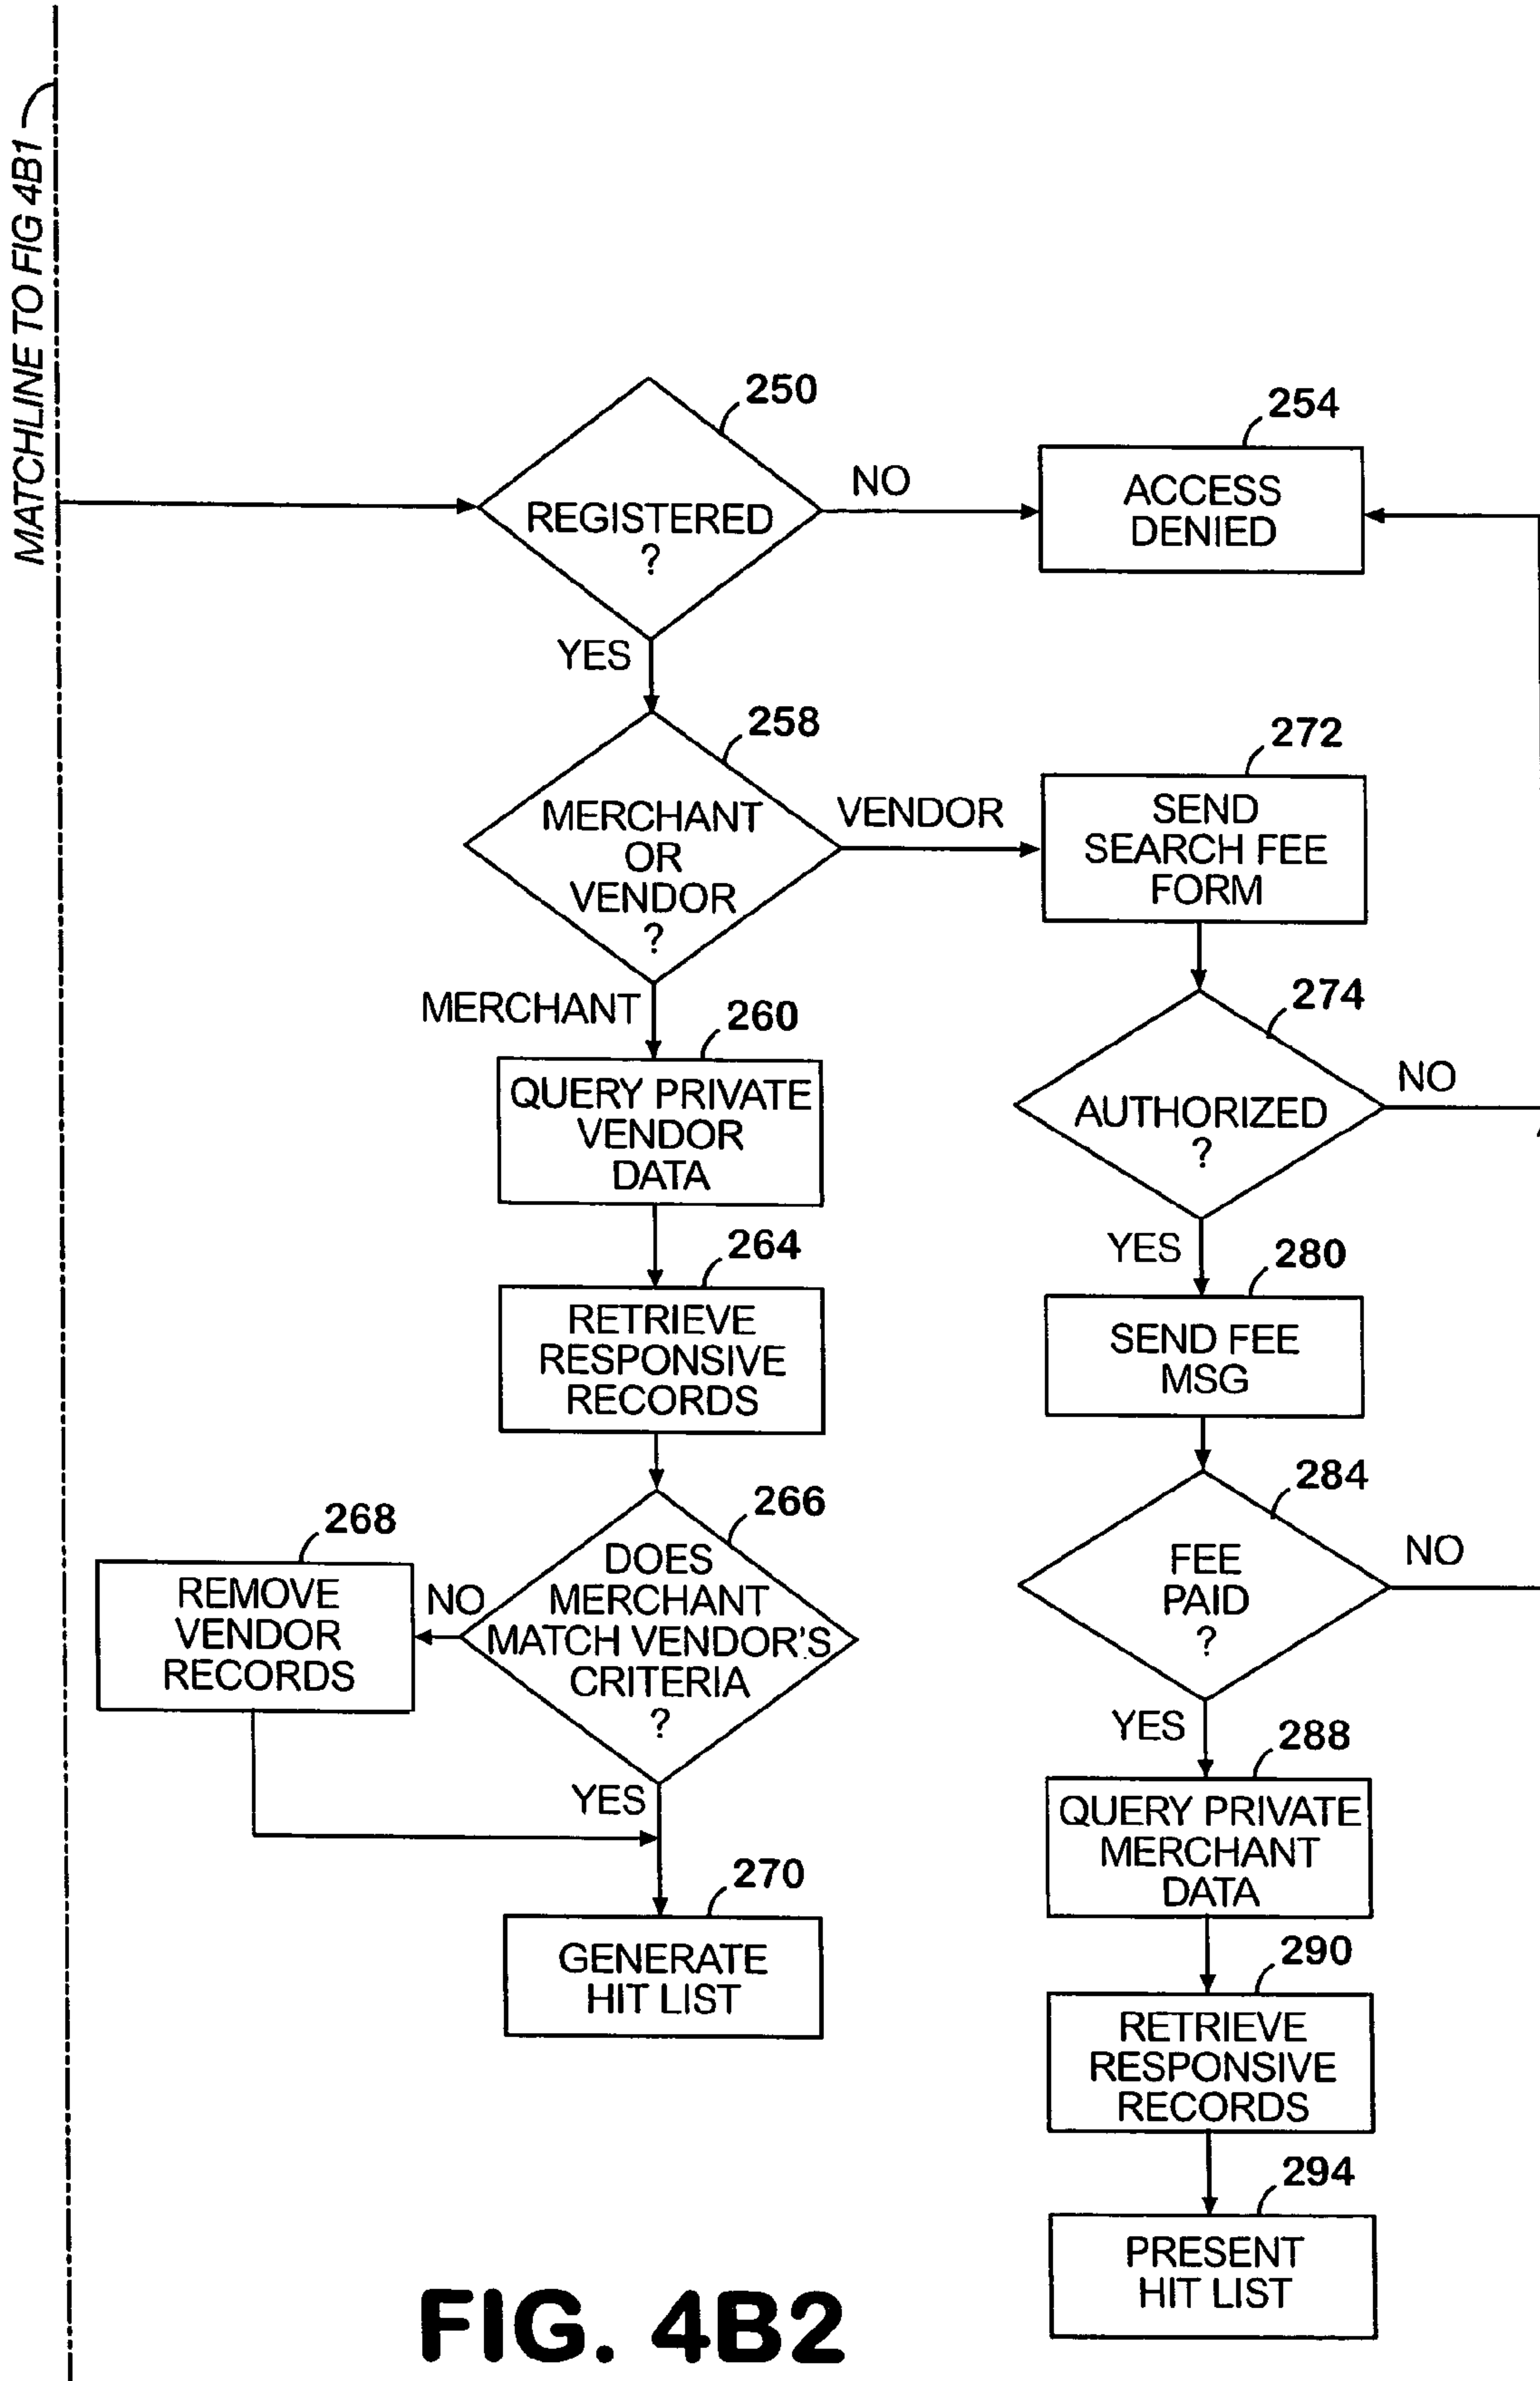 MATCHLINE TO FIG 4B1
250
REGISTERED
?
NO
254
ACCESS
DENIED
YES
258
MERCHANT
OR
VENDOR
?
VENDOR
272
SEND
SEARCH FEE
FORM
MERCHANT
260
QUERY PRIVATE
VENDOR
DATA
274
AUTHORIZED
?
NO
264
RETRIEVE
RESPONSIVE
RECORDS
YES
280
SEND FEE
MSG
266
DOES
MERCHANT
MATCH VENDOR'S
CRITERIA
?
NO
268
REMOVE
VENDOR
RECORDS
284
FEE
PAID
?
NO
YES
270
GENERATE
HIT LIST
YES
288
QUERY PRIVATE
MERCHANT
DATA
290
RETRIEVE
RESPONSIVE
RECORDS
294
PRESENT
HIT LIST
FIG. 4B2